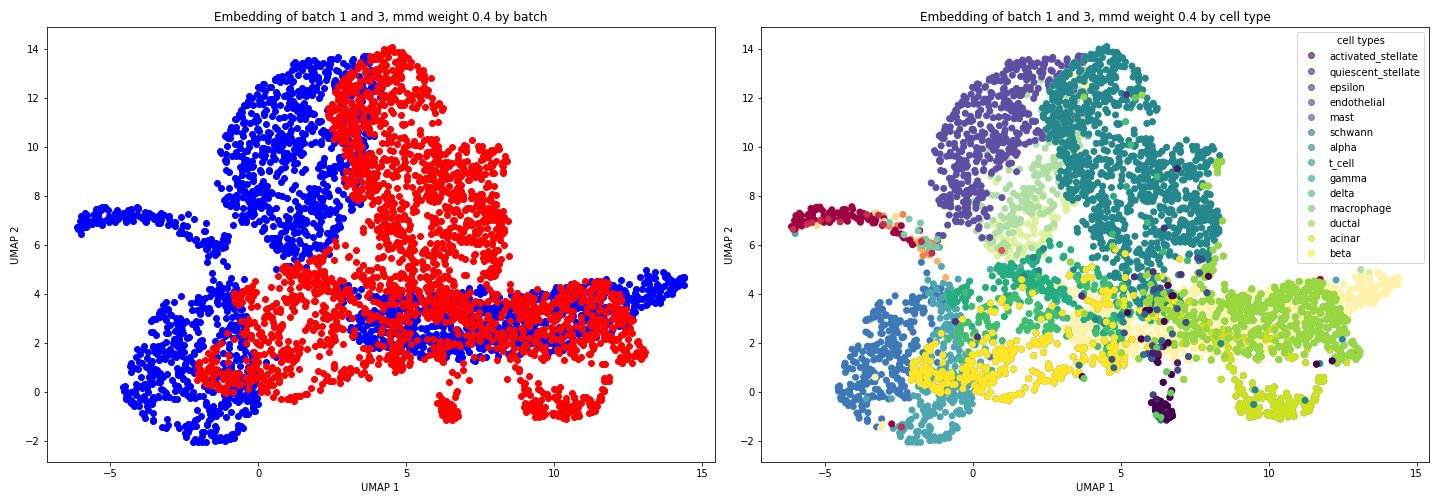 Embedding of batch 1 and 3, mmd weight 0.4 by batch
UMAP 2
14
12
10
8
6
4
2
0
−2
−5
0
5
10
15
UMAP 1
Embedding of batch 1 and 3, mmd weight 0.4 by cell type
UMAP 2
14
12
10
8
6
4
2
0
−2
−5
0
5
10
15
UMAP 1
cell types
activated_stellate
quiescent_stellate
epsilon
endothelial
mast
schwann
alpha
t_cell
gamma
delta
macrophage
ductal
acinar
beta